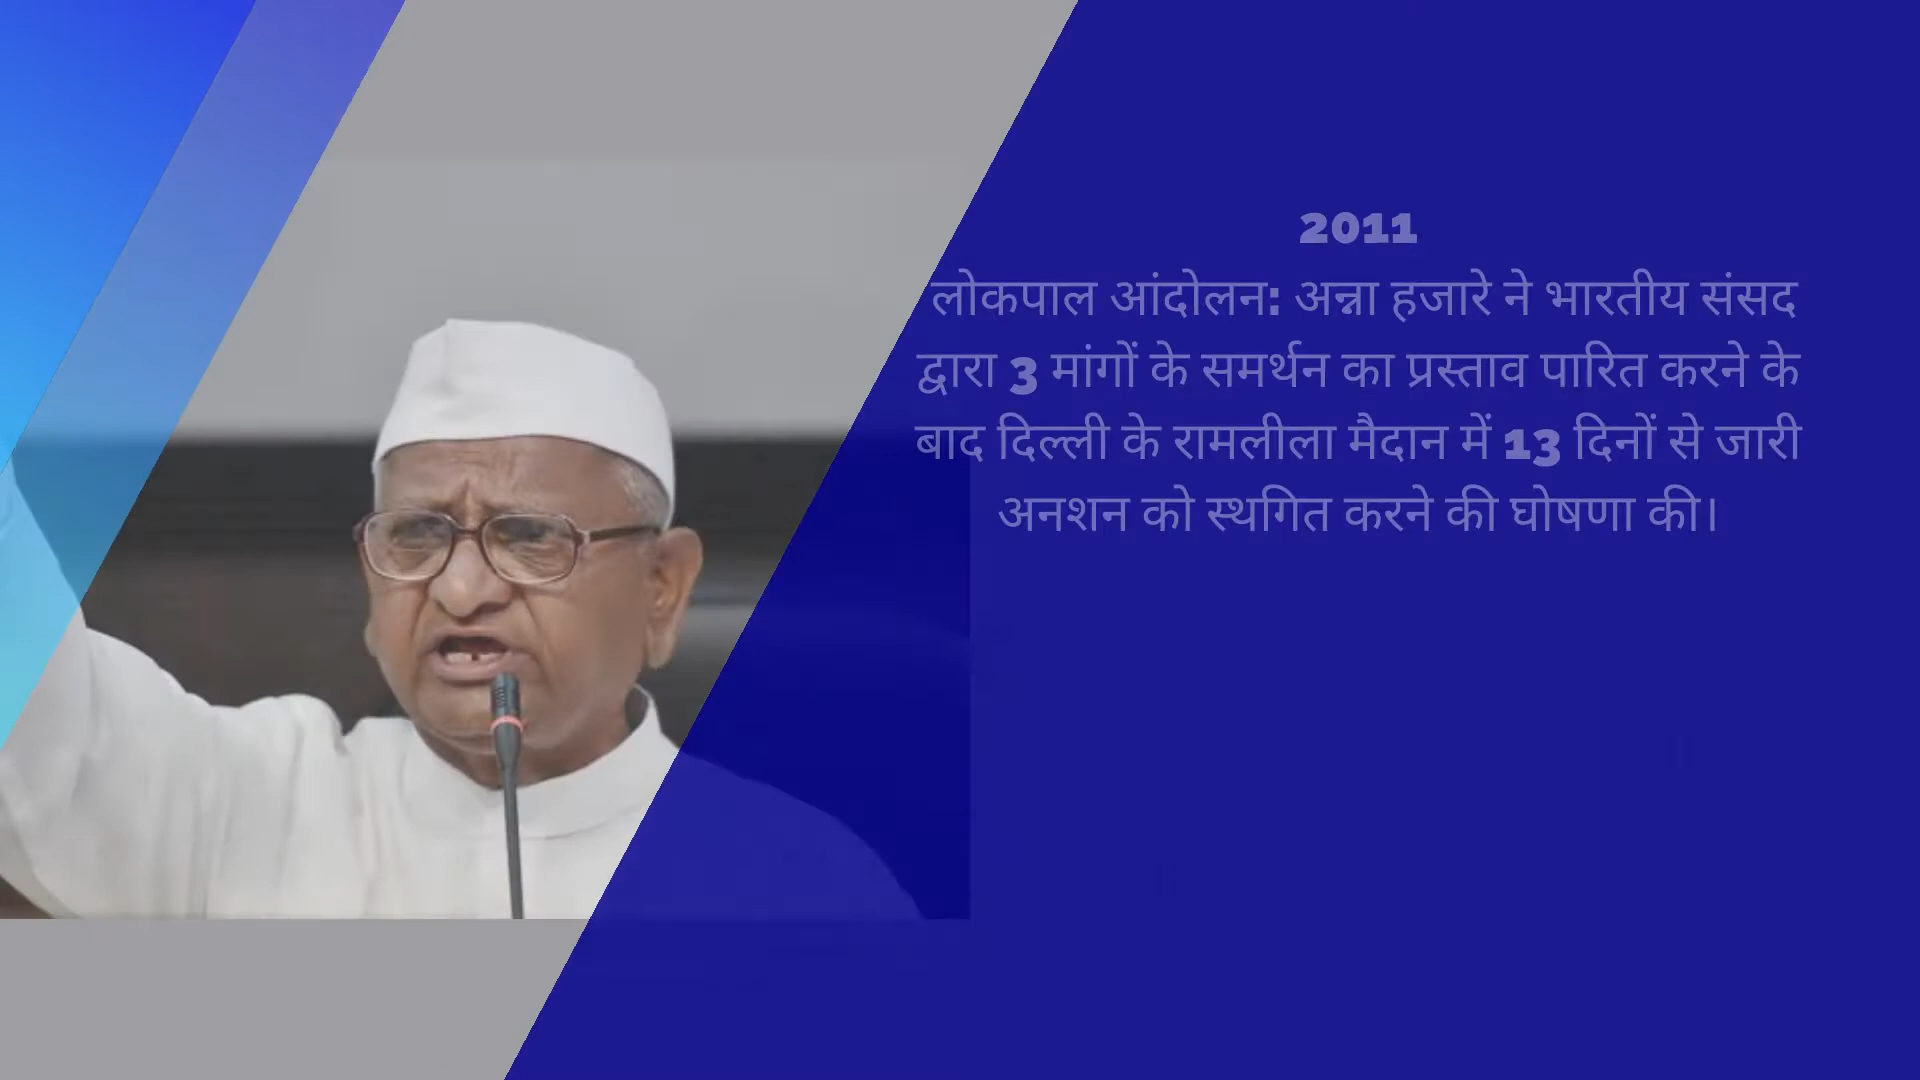 2011
लोकपाल आंदोलन: अन्ना हजारे ने भारतीय संसद
द्वारा 3 मांगों के समर्थन का प्रस्ताव पारित करने के
बाद दिल्ली के रामलीला मैदान में 13 दिनों से जारी
अनशन को स्थगित करने की घोषणा की।